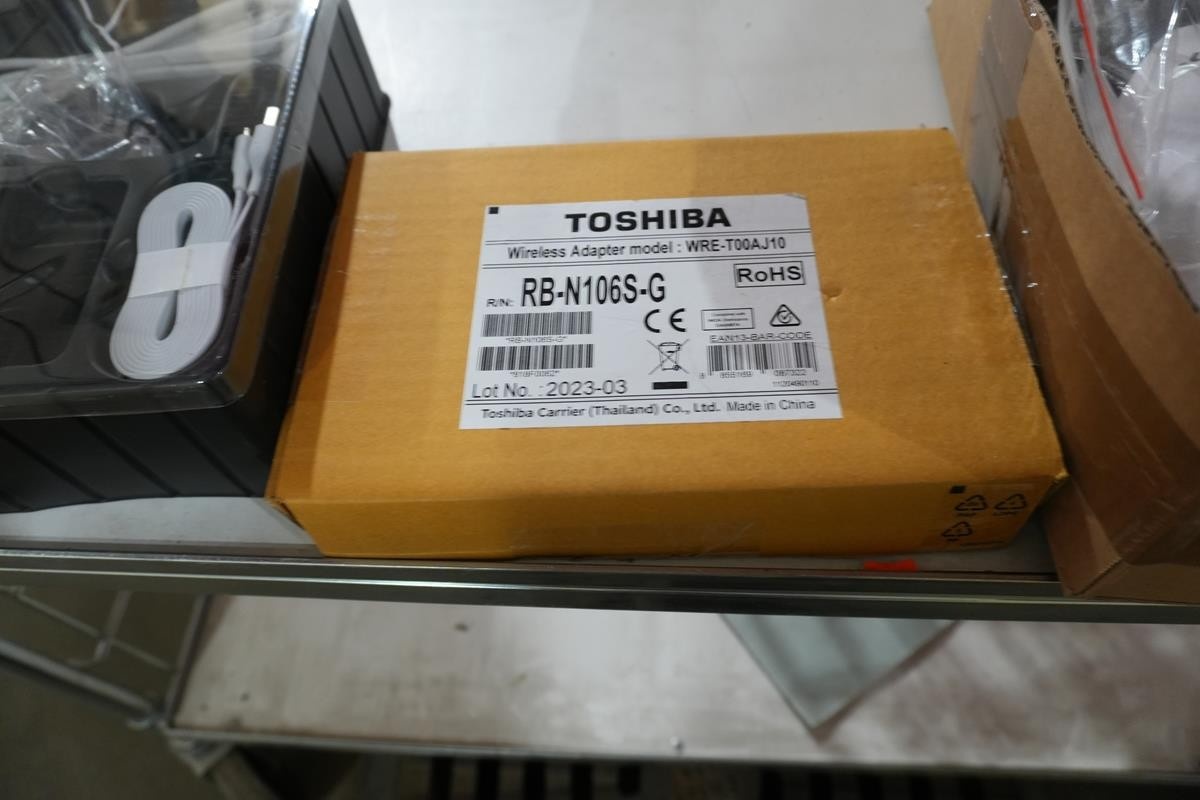 TOSHIBA
Wireless Adapter model : WRE-T00AJ10
RoHS
R/N: RB-N106S-G
CE
"RB-N106S-G"
EAN13-BAR-CODE
Lot No. : 2023-03
Toshiba Carrier (Thailand) Co., Ltd. Made in China